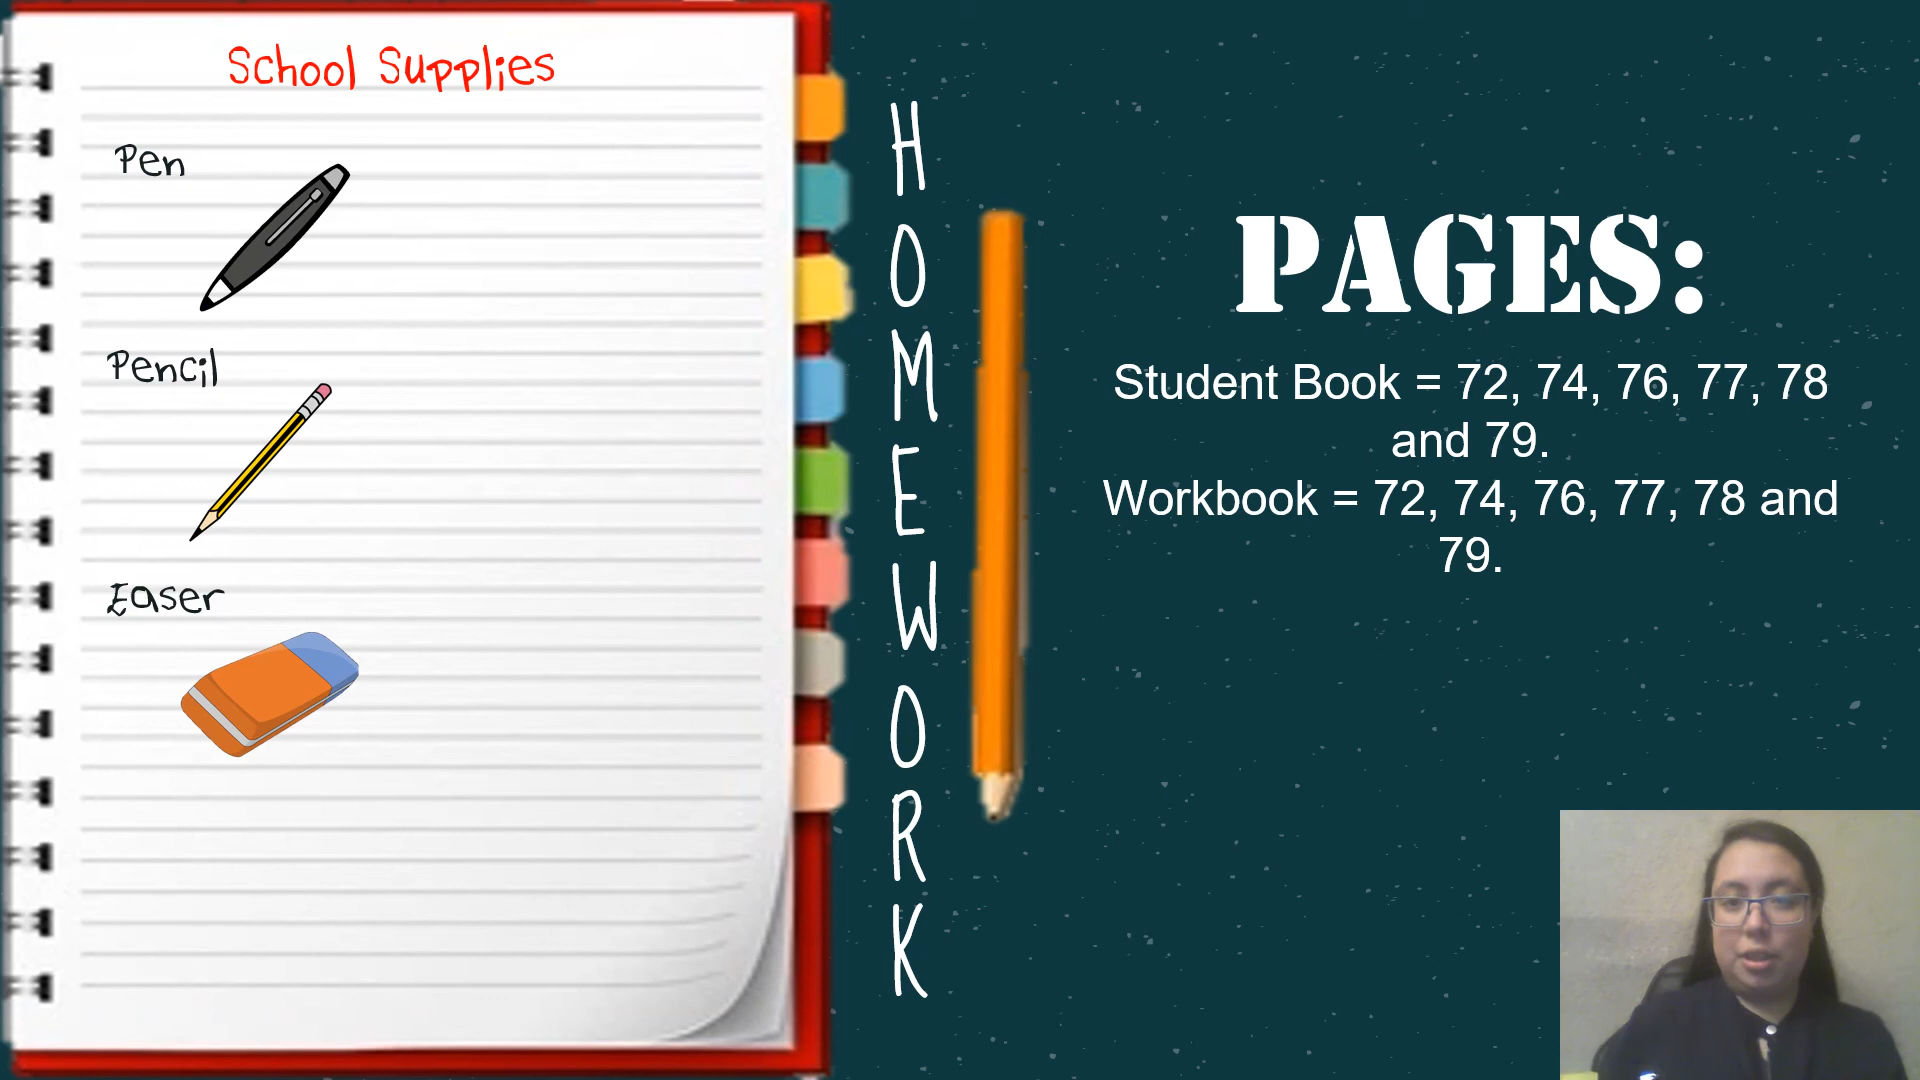 School Supplies
Pen
Pencil
Easer
HOMEWORK
PAGES:
Student Book = 72, 74, 76, 77, 78
and 79.
Workbook = 72, 74, 76, 77, 78 and
79.